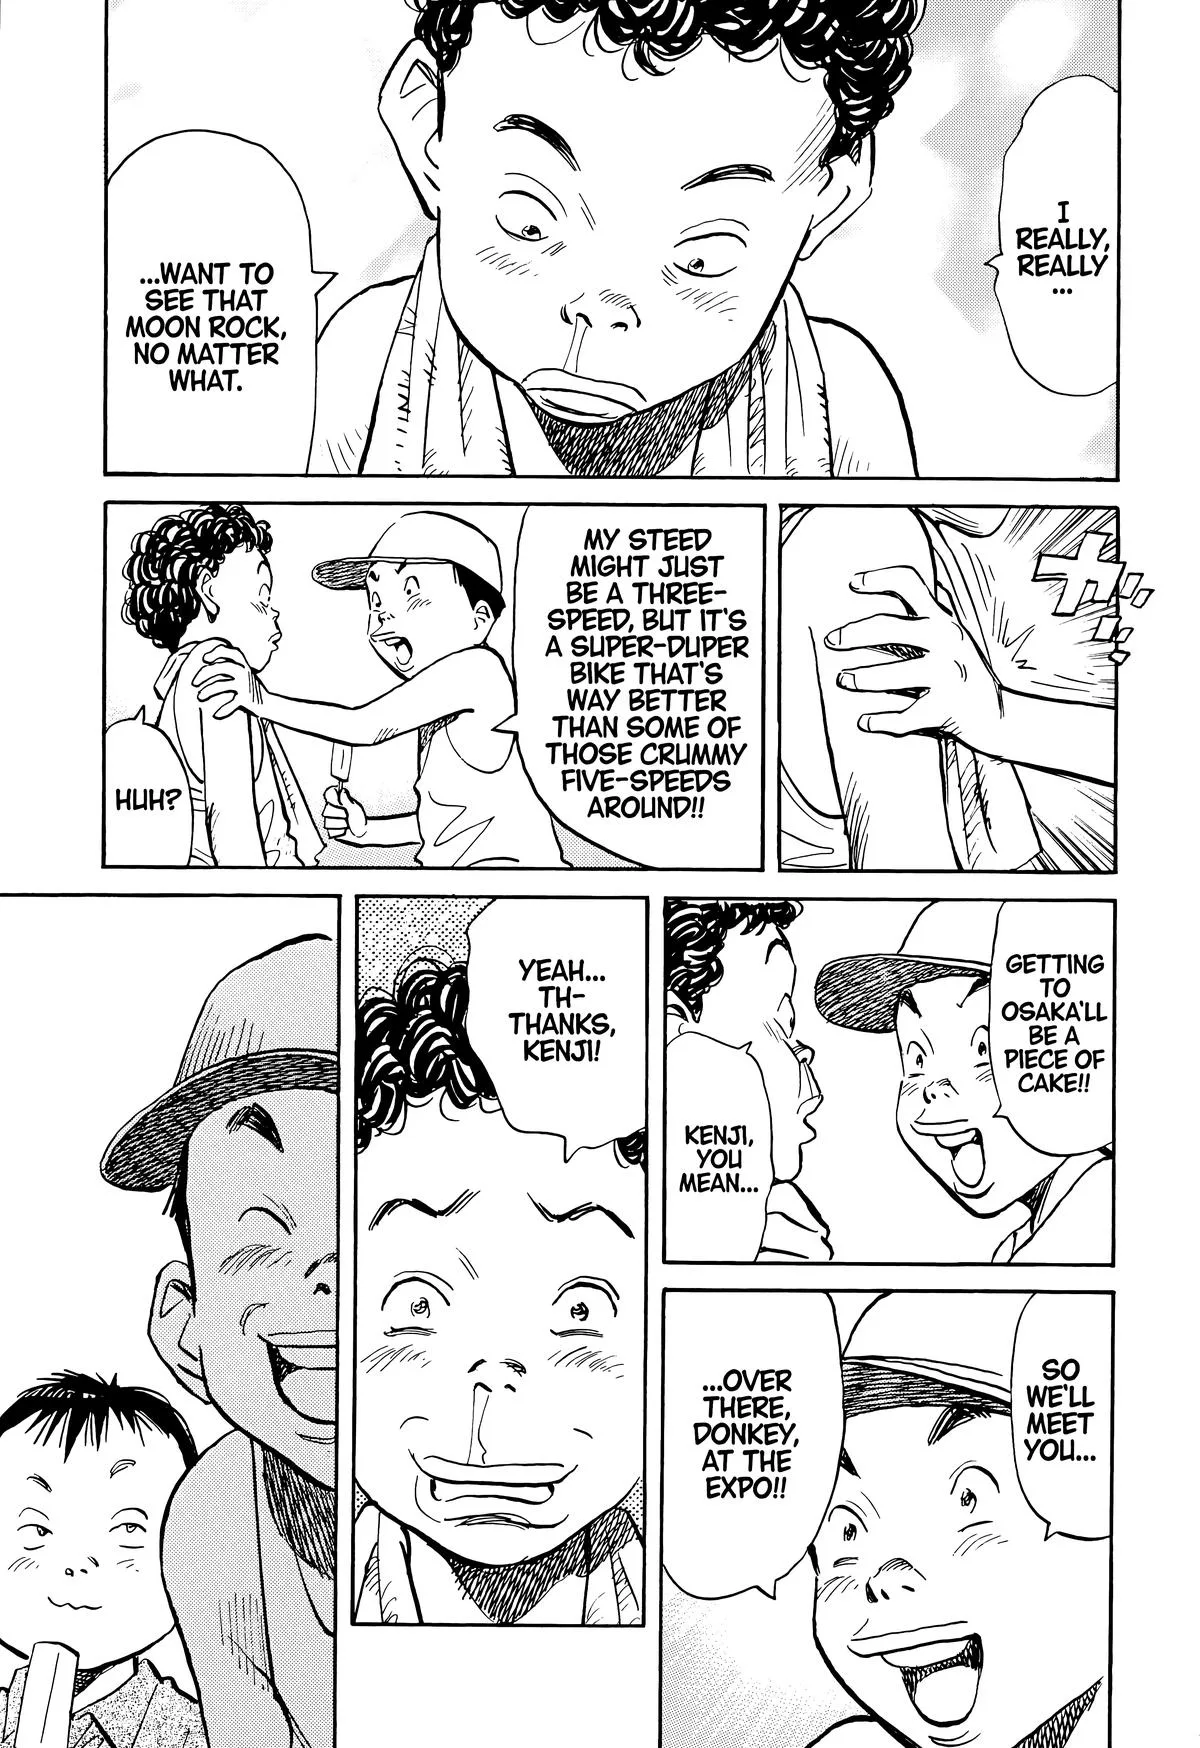 I
REALLY,
REALLY
...
...WANT TO
SEE THAT
MOON ROCK,
NO MATTER
WHAT.
ガッ
MY STEED
MIGHT JUST
BE A THREE-
SPEED, BUT IT'S
A SUPER-DUPER
BIKE THAT'S
WAY BETTER
THAN SOME OF
THOSE CRUMMY
FIVE-SPEEDS
AROUND!!
HUH?
GETTING
TO
OSAKA'LL
BE A
PIECE OF
CAKE!!
KENJI,
YOU
MEAN...
SO
WE'LL
MEET
YOU...
...OVER
THERE,
DONKEY,
AT THE
EXPO!!
YEAH...
TH-
THANKS,
KENJI!